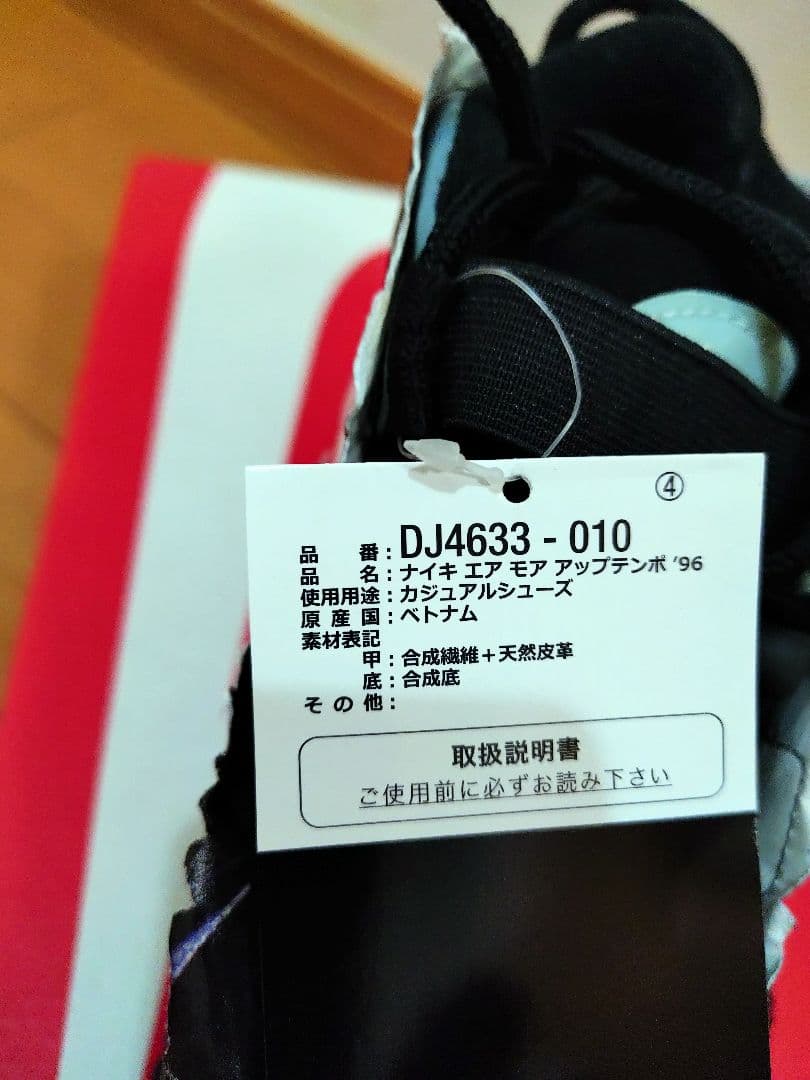 ④
品番：DJ4633 - 010
品名：ナイキ エア モア アップテンポ ’96
使用用途：カジュアルシューズ
原産国：ベトナム
素材表記
甲：合成繊維＋天然皮革
底：合成底
その他：
取扱説明書
ご使用前に必ずお読み下さい